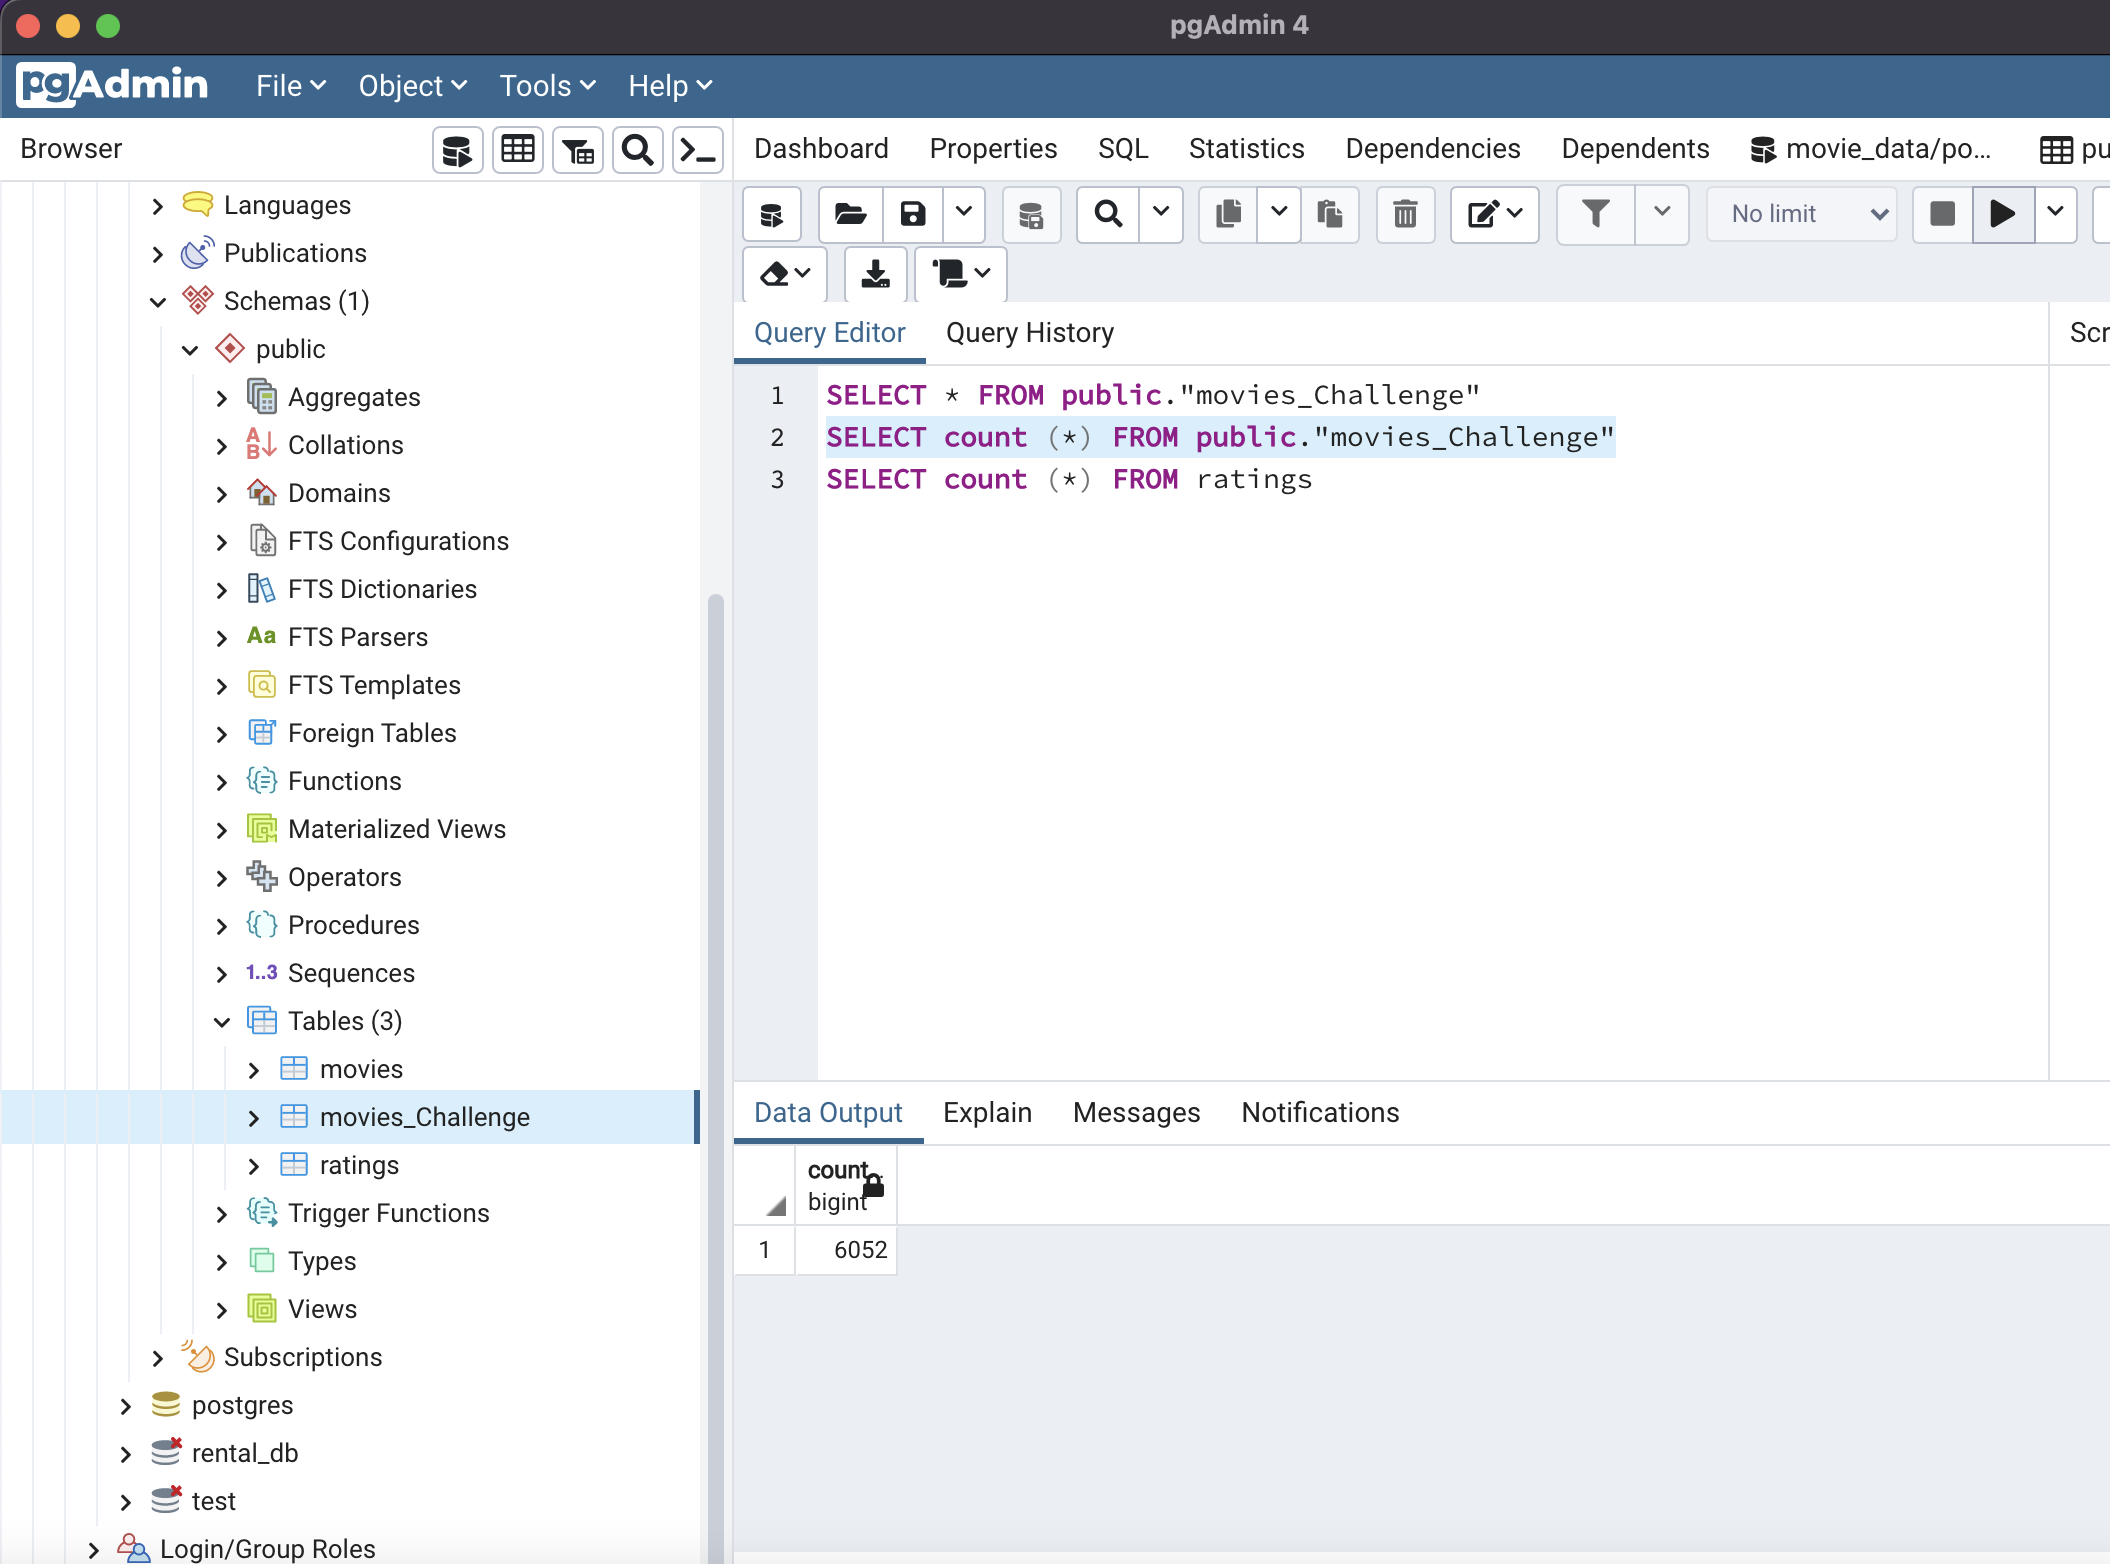 pgAdmin 4
pgAdmin File Object Tools Help
Browser
Dashboard Properties SQL Statistics Dependencies Dependents movie_data/po... pu
No limit
Languages
Publications
Schemas (1)
public
Aggregates
Collations
Domains
FTS Configurations
FTS Dictionaries
Aa FTS Parsers
FTS Templates
Foreign Tables
Functions
Materialized Views
Operators
Procedures
1..3 Sequences
Tables (3)
movies
movies_Challenge
ratings
Trigger Functions
Types
Views
Subscriptions
postgres
rental_db
test
Login/Group Roles
Query Editor Query History
Scr
1 SELECT * FROM public."movies_Challenge"
2 SELECT count (*) FROM public."movies_Challenge"
3 SELECT count (*) FROM ratings
Data Output Explain Messages Notifications
count
bigint
1 6052